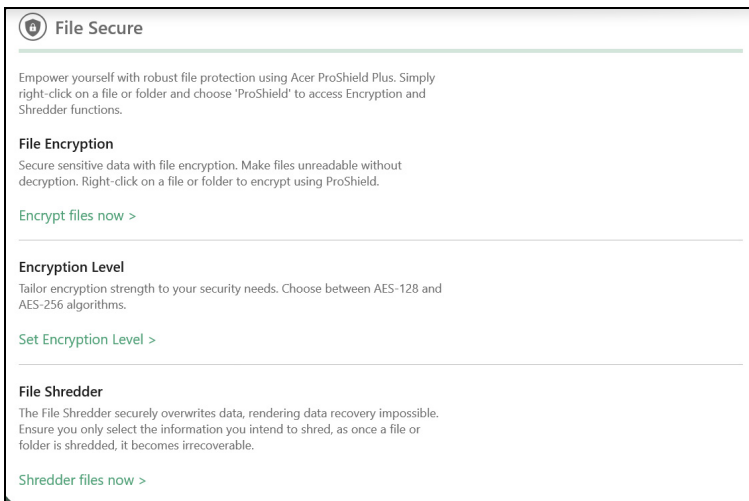 File Secure
Empower yourself with robust file protection using Acer ProShield Plus. Simply
right-click on a file or folder and choose 'ProShield' to access Encryption and
Shredder functions.
File Encryption
Secure sensitive data with file encryption. Make files unreadable without
decryption. Right-click on a file or folder to encrypt using ProShield.
Encrypt files now >
Encryption Level
Tailor encryption strength to your security needs. Choose between AES-128 and
AES-256 algorithms.
Set Encryption Level >
File Shredder
The File Shredder securely overwrites data, rendering data recovery impossible.
Ensure you only select the information you intend to shred, as once a file or
folder is shredded, it becomes irrecoverable.
Shredder files now >